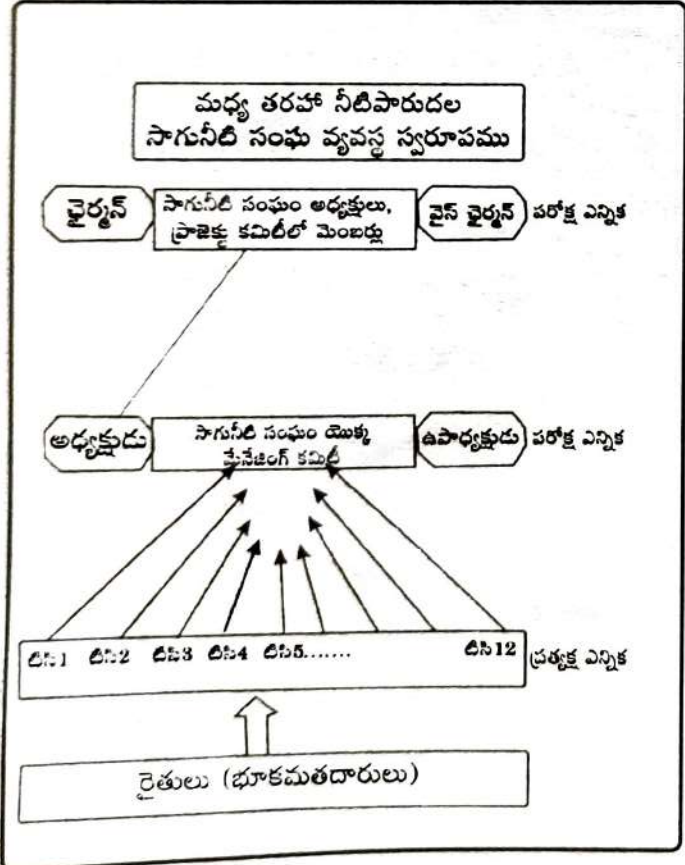 మధ్య తరహా నీటిపారుదల
సాగునీటి సంఘ వ్యవస్థ స్వరూపము
ఛైర్మన్
సాగునీటి సంఘం అధ్యక్షులు,
ప్రాజెక్టు కమిటీలో మెంబర్లు
వైస్ ఛైర్మన్
పరోక్ష ఎన్నిక
అధ్యక్షుడు
సాగునీటి సంఘం యొక్క
మేనేజింగ్ కమిటీ
ఉపాధ్యక్షుడు
పరోక్ష ఎన్నిక
టిసి1 టిసి2 టిసి3 టిసి4 టిసి5....... టిసి12
ప్రత్యక్ష ఎన్నిక
రైతులు (భూకమతదారులు)